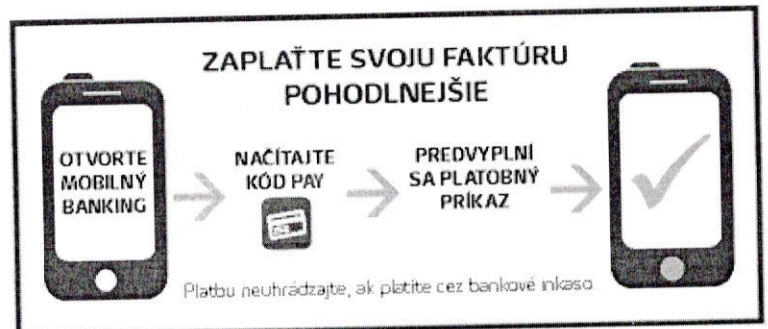 ZAPLAŤTE SVOJU FAKTÚRU
POHODLNEJŠIE
OTVORTE
MOBILNÝ
BANKING
NAČÍTAJTE
KÓD PAY
PREDVYPLNÍ
SA PLATOBNÝ
PRÍKAZ
Platbu neuhrádzajte, ak platíte cez bankové inkaso